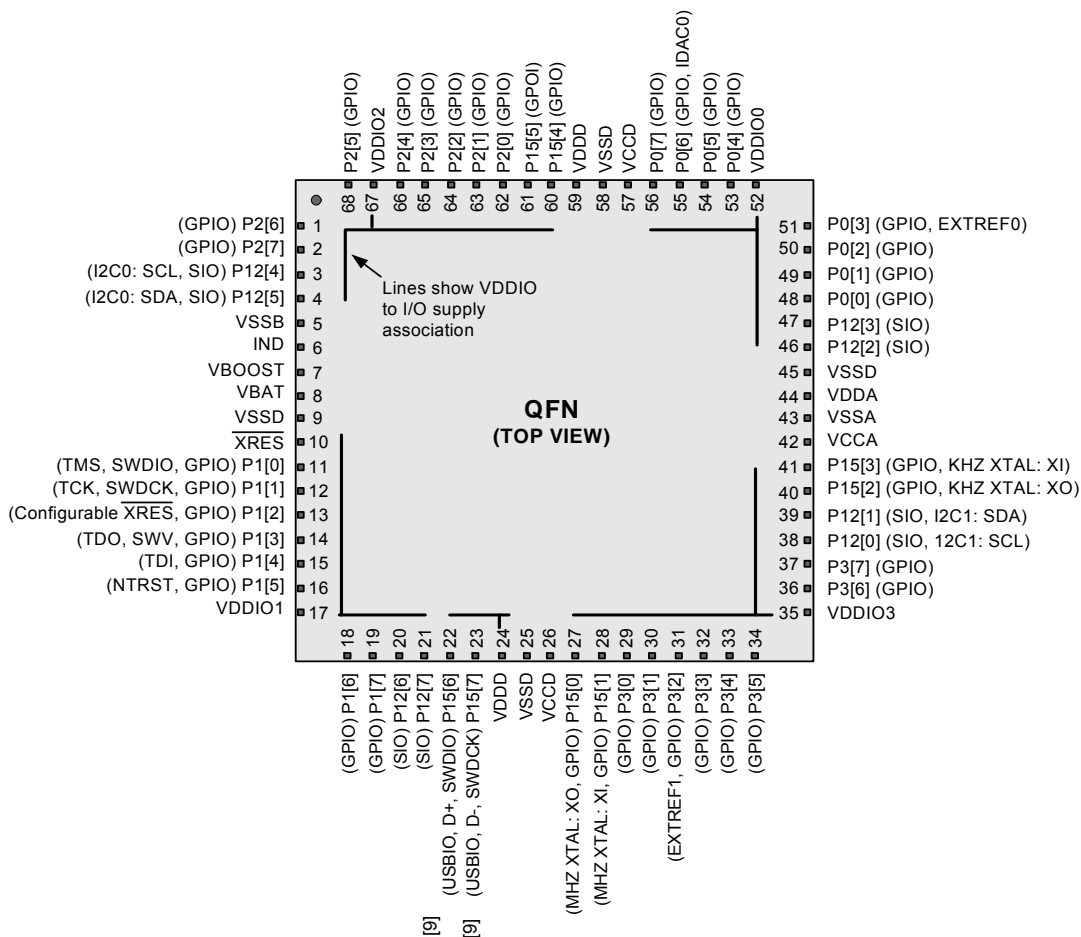 P2[5] (GPIO)
VDDIO2
P2[4] (GPIO)
P2[3] (GPIO)
P2[2] (GPIO)
P2[1] (GPIO)
P2[0] (GPIO)
P15[5] (GPOI)
P15[4] (GPIO)
VDDD
VSSD
VCCD
P0[7] (GPIO)
P0[6] (GPIO, IDAC0)
P0[5] (GPIO)
P0[4] (GPIO)
VDDIO0
68 67 66 65 64 63 62 61 60 59 58 57 56 55 54 53 52
(GPIO) P2[6] 1
(GPIO) P2[7] 2
(I2C0: SCL, SIO) P12[4] 3
(I2C0: SDA, SIO) P12[5] 4
VSSB 5
IND 6
VBOOST 7
VBAT 8
VSSD 9
XRES 10
(TMS, SWDIO, GPIO) P1[0] 11
(TCK, SWDCK, GPIO) P1[1] 12
(Configurable XRES, GPIO) P1[2] 13
(TDO, SWV, GPIO) P1[3] 14
(TDI, GPIO) P1[4] 15
(NTRST, GPIO) P1[5] 16
VDDIO1 17
Lines show VDDIO
to I/O supply
association
QFN
(TOP VIEW)
51 P0[3] (GPIO, EXTREF0)
50 P0[2] (GPIO)
49 P0[1] (GPIO)
48 P0[0] (GPIO)
47 P12[3] (SIO)
46 P12[2] (SIO)
45 VSSD
44 VDDA
43 VSSA
42 VCCA
41 P15[3] (GPIO, KHZ XTAL: XI)
40 P15[2] (GPIO, KHZ XTAL: XO)
39 P12[1] (SIO, I2C1: SDA)
38 P12[0] (SIO, 12C1: SCL)
37 P3[7] (GPIO)
36 P3[6] (GPIO)
35 VDDIO3
18 19 20 21 22 23 24 25 26 27 28 29 30 31 32 33 34
(GPIO) P1[6]
(GPIO) P1[7]
(SIO) P12[6]
(SIO) P12[7]
(USBIO, D+, SWDIO) P15[6]
(USBIO, D-, SWDCK) P15[7]
VDDD
VSSD
VCCD
(MHZ XTAL: XO, GPIO) P15[0]
(MHZ XTAL: XI, GPIO) P15[1]
(GPIO) P3[0]
(GPIO) P3[1]
(EXTREF1, GPIO) P3[2]
(GPIO) P3[3]
(GPIO) P3[4]
(GPIO) P3[5]
[9]
[9]